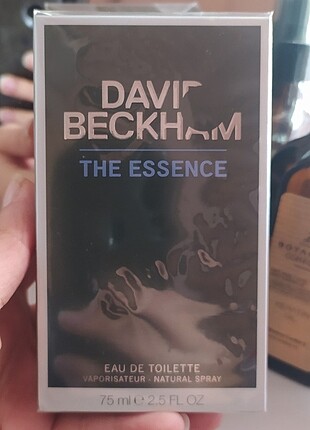 DAVID
BECKHAM
THE ESSENCE
EAU DE TOILETTE
VAPORISATEUR - NATURAL SPRAY
75 ml ℮ 2.5 FL OZ